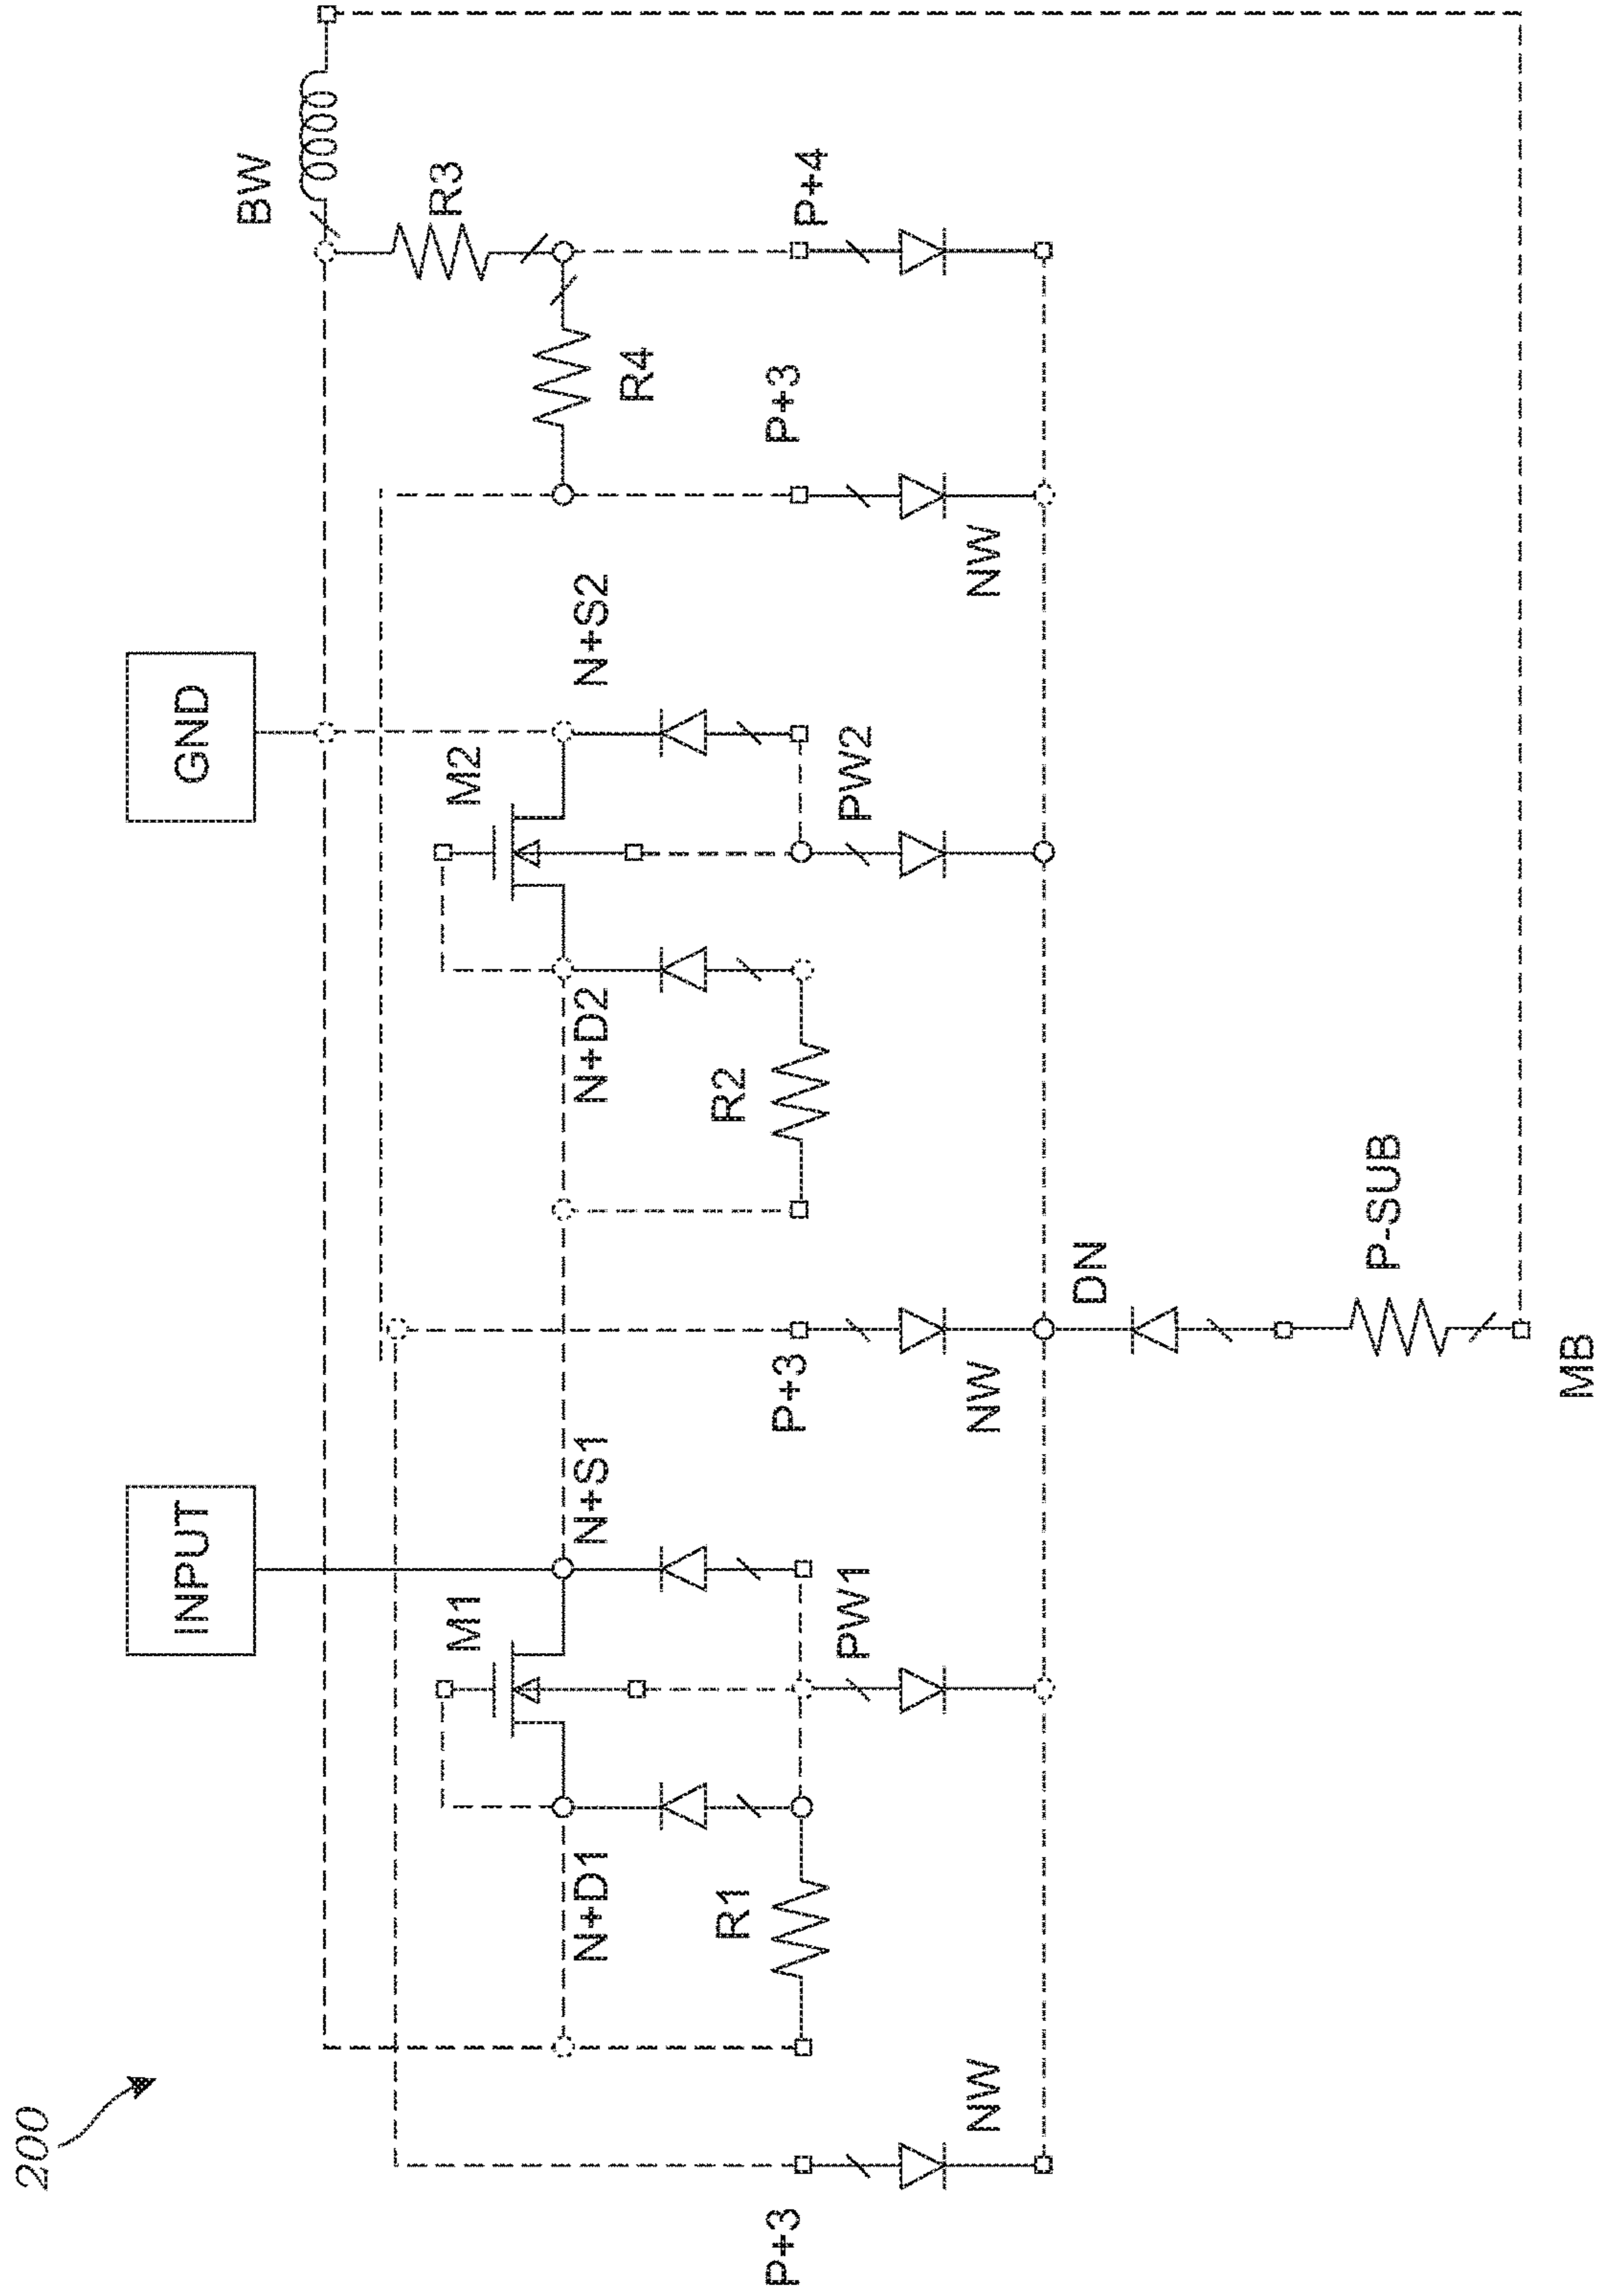 200
INPUT
GND
BW
M1
M2
R3
N+D1
N+S1
N+D2
N+S2
R4
R1
R2
P+3
P+3
P+3
P+4
PW1
PW2
NW
NW
NW
DN
P-SUB
MB